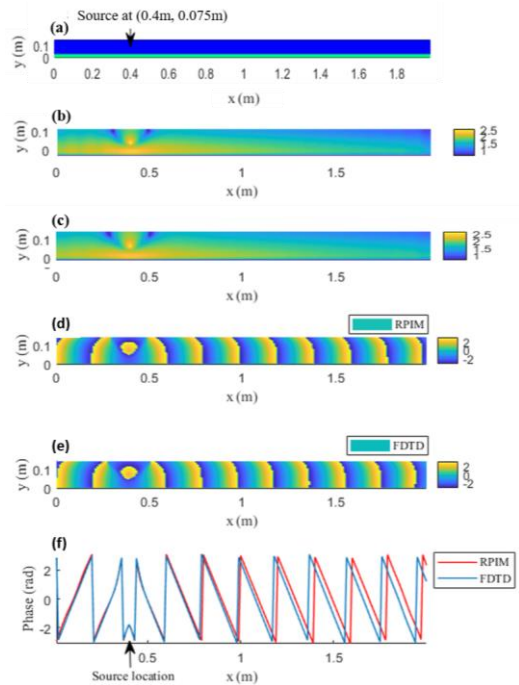 Source at (0.4m, 0.075m)
(a)
y (m)
0.1
0
0 0.2 0.4 0.6 0.8 1 1.2 1.4 1.6 1.8
x (m)
(b)
y (m)
0.1
0
0 0.5 1 1.5
x (m)
2.5
2
1
(c)
y (m)
0.1
0
0 0.5 1 1.5
x (m)
2.5
2
1
(d)
RPIM
y (m)
0.1
0
0 0.5 1 1.5
x (m)
2
0
-2
(e)
FDTD
y (m)
0.1
0
0 0.5 1 1.5
x (m)
2
0
-2
(f)
Phase (rad)
2
0
-2
RPIM
FDTD
0.5 1 1.5 2
x (m)
Source location